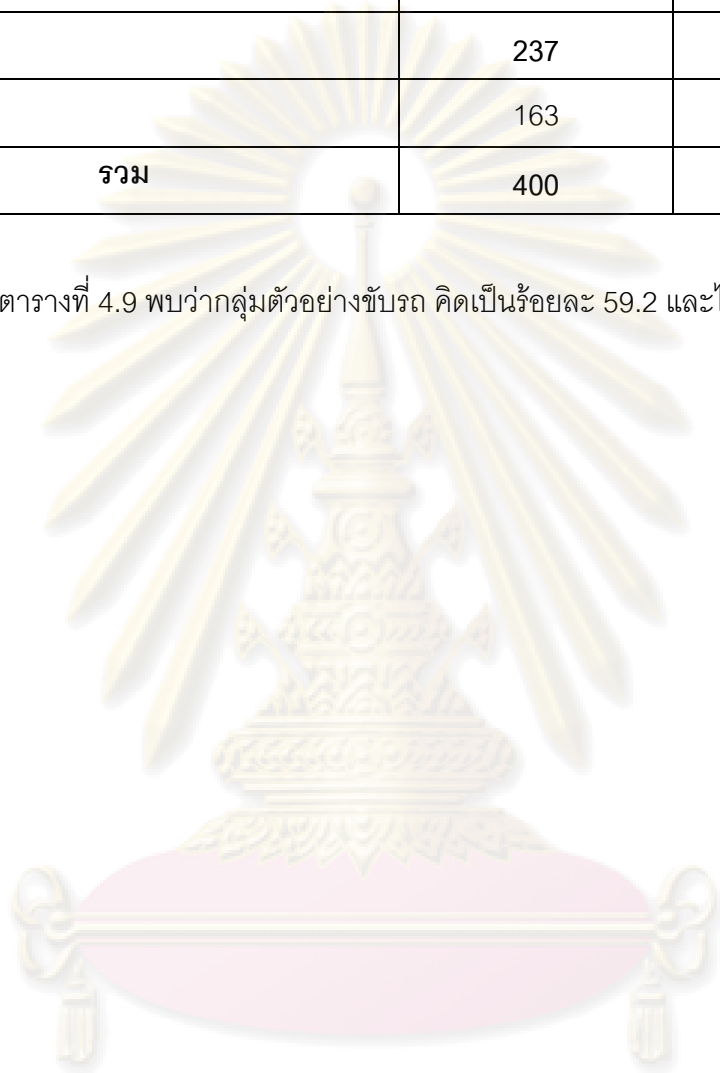 237
163
รวม 400
ตารางที่ 4.9 พบว่ากลุ่มตัวอย่างขับรถ คิดเป็นร้อยละ 59.2 และ